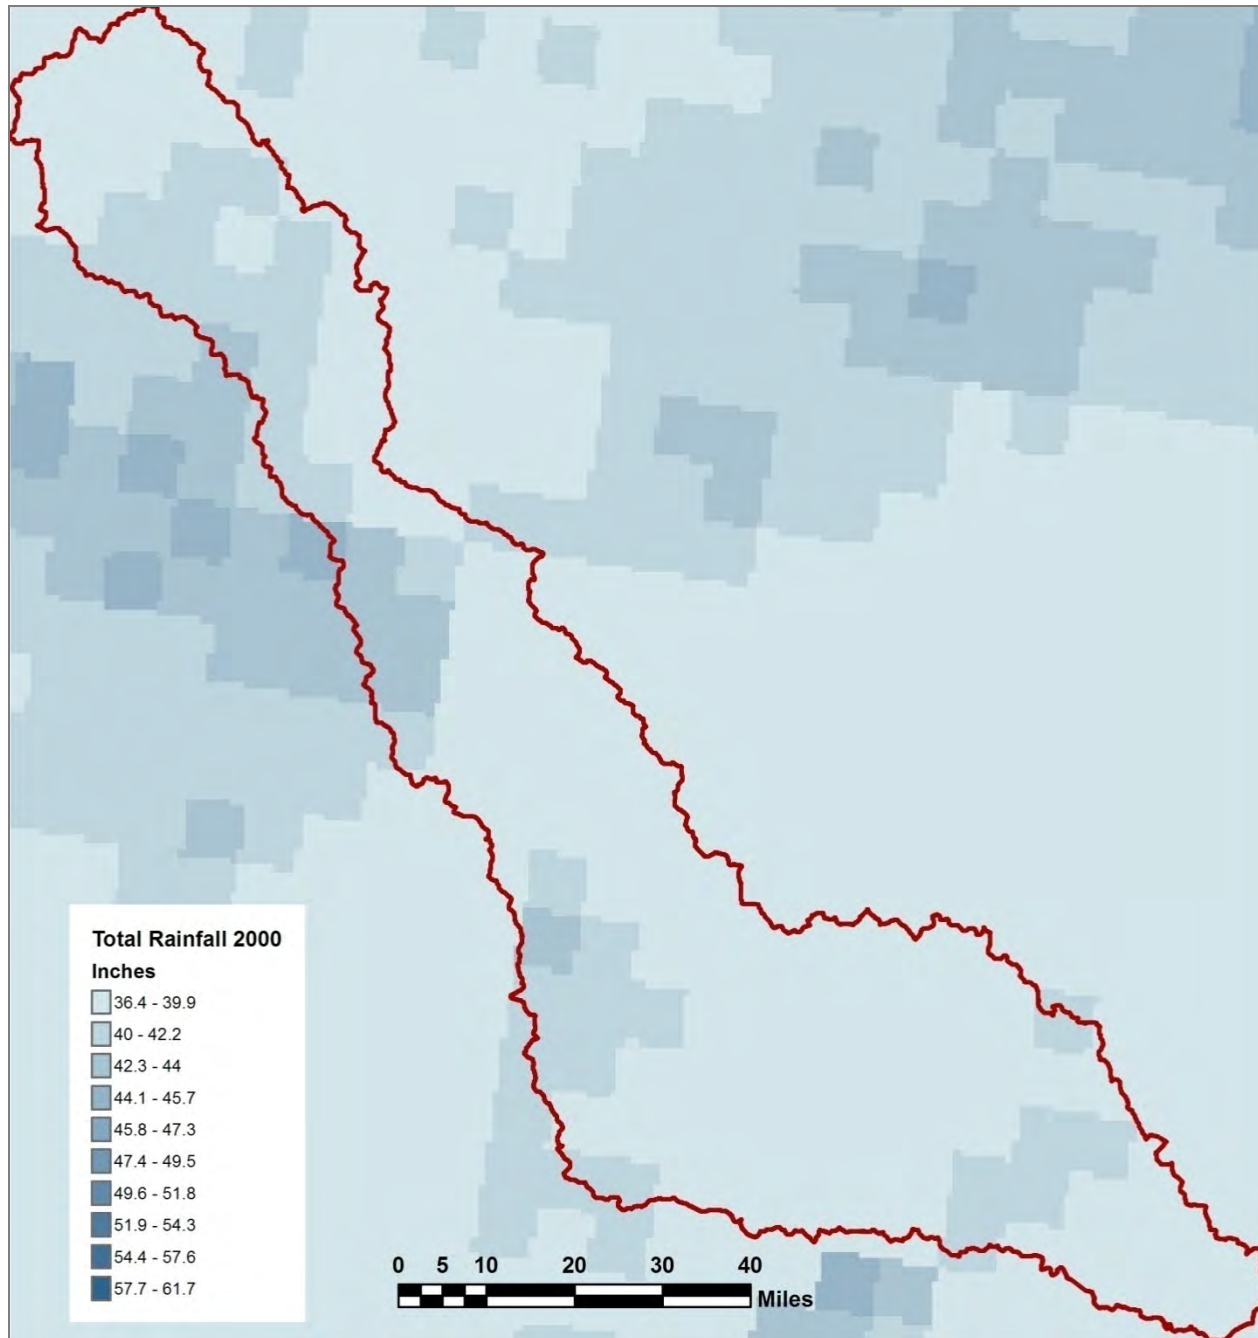 Total Rainfall 2000
Inches
36.4 - 39.9
40 - 42.2
42.3 - 44
44.1 - 45.7
45.8 - 47.3
47.4 - 49.5
49.6 - 51.8
51.9 - 54.3
54.4 - 57.6
57.7 - 61.7
0 5 10 20 30 40
Miles